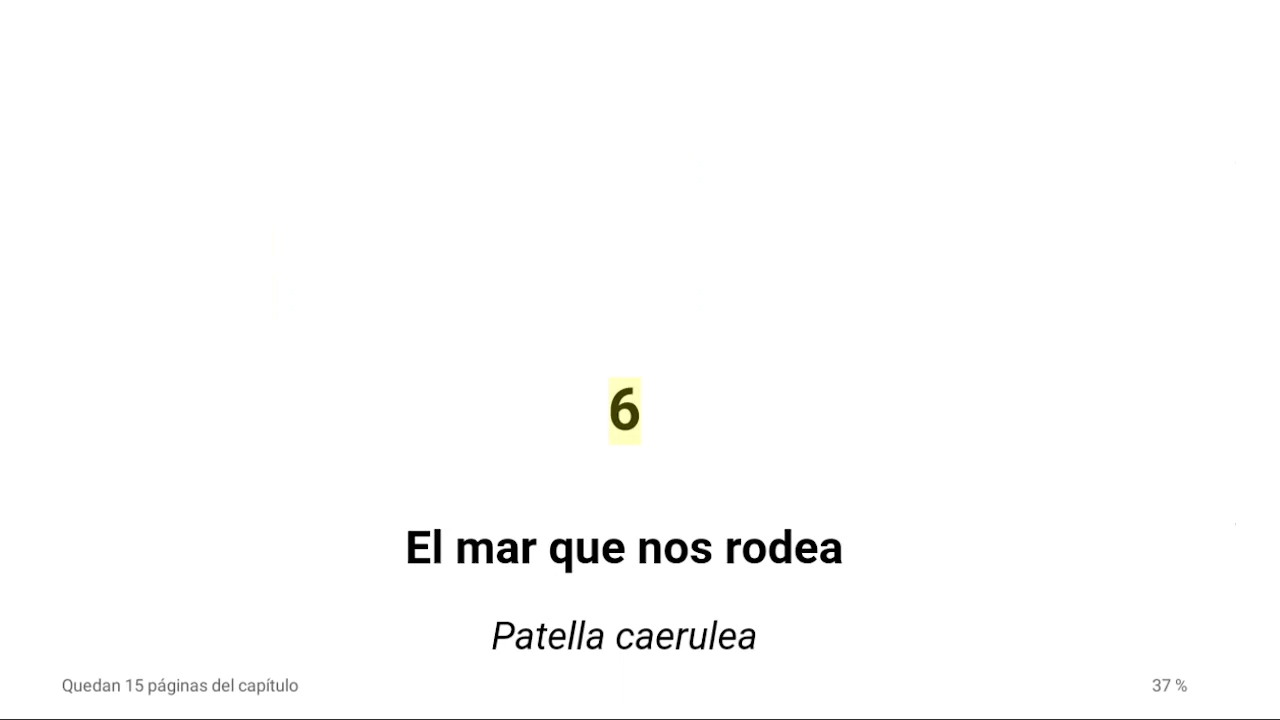 6
El mar que nos rodea
Patella caerulea
Quedan 15 páginas del capítulo
37 %